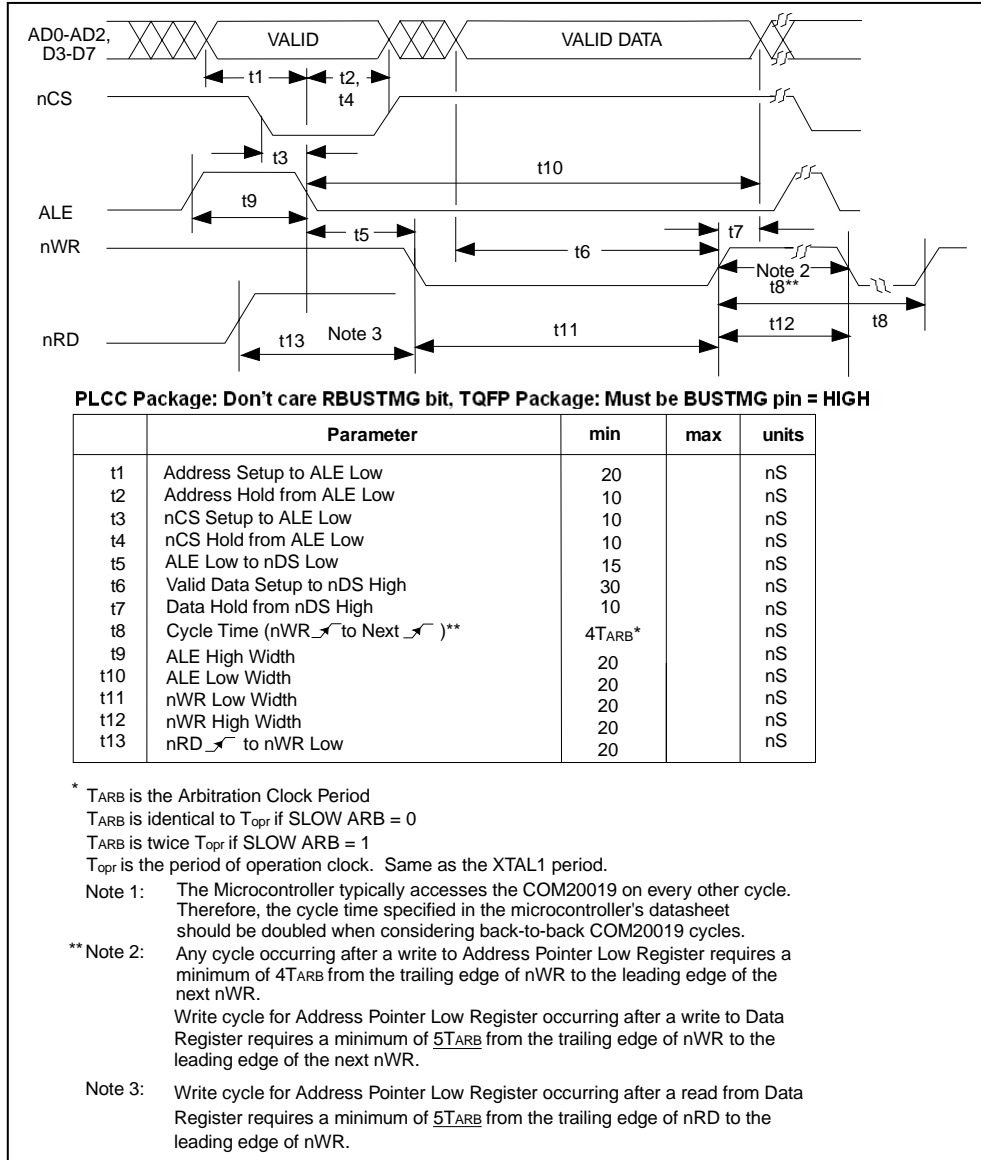 AD0-AD2,
D3-D7
VALID
VALID DATA
t1
t2,
t4
nCS
t3
t10
t9
ALE
t5
t7
nWR
t6
Note 2
t8**
t8
nRD
t13
Note 3
t11
t12
PLCC Package: Don't care RBUSTMG bit, TQFP Package: Must be BUSTMG pin = HIGH
Parameter min max units
t1 Address Setup to ALE Low 20 nS
t2 Address Hold from ALE Low 10 nS
t3 nCS Setup to ALE Low 10 nS
t4 nCS Hold from ALE Low 10 nS
t5 ALE Low to nDS Low 15 nS
t6 Valid Data Setup to nDS High 30 nS
t7 Data Hold from nDS High 10 nS
t8 Cycle Time (nWR to Next )** 4TARB* nS
t9 ALE High Width 20 nS
t10 ALE Low Width 20 nS
t11 nWR Low Width 20 nS
t12 nWR High Width 20 nS
t13 nRD to nWR Low 20 nS
* TARB is the Arbitration Clock Period
TARB is identical to Topr if SLOW ARB = 0
TARB is twice Topr if SLOW ARB = 1
Topr is the period of operation clock. Same as the XTAL1 period.
Note 1: The Microcontroller typically accesses the COM20019 on every other cycle.
Therefore, the cycle time specified in the microcontroller's datasheet
should be doubled when considering back-to-back COM20019 cycles.
**Note 2: Any cycle occurring after a write to Address Pointer Low Register requires a
minimum of 4TARB from the trailing edge of nWR to the leading edge of the
next nWR.
Write cycle for Address Pointer Low Register occurring after a write to Data
Register requires a minimum of 5TARB from the trailing edge of nWR to the
leading edge of the next nWR.
Note 3: Write cycle for Address Pointer Low Register occurring after a read from Data
Register requires a minimum of 5TARB from the trailing edge of nRD to the
leading edge of nWR.